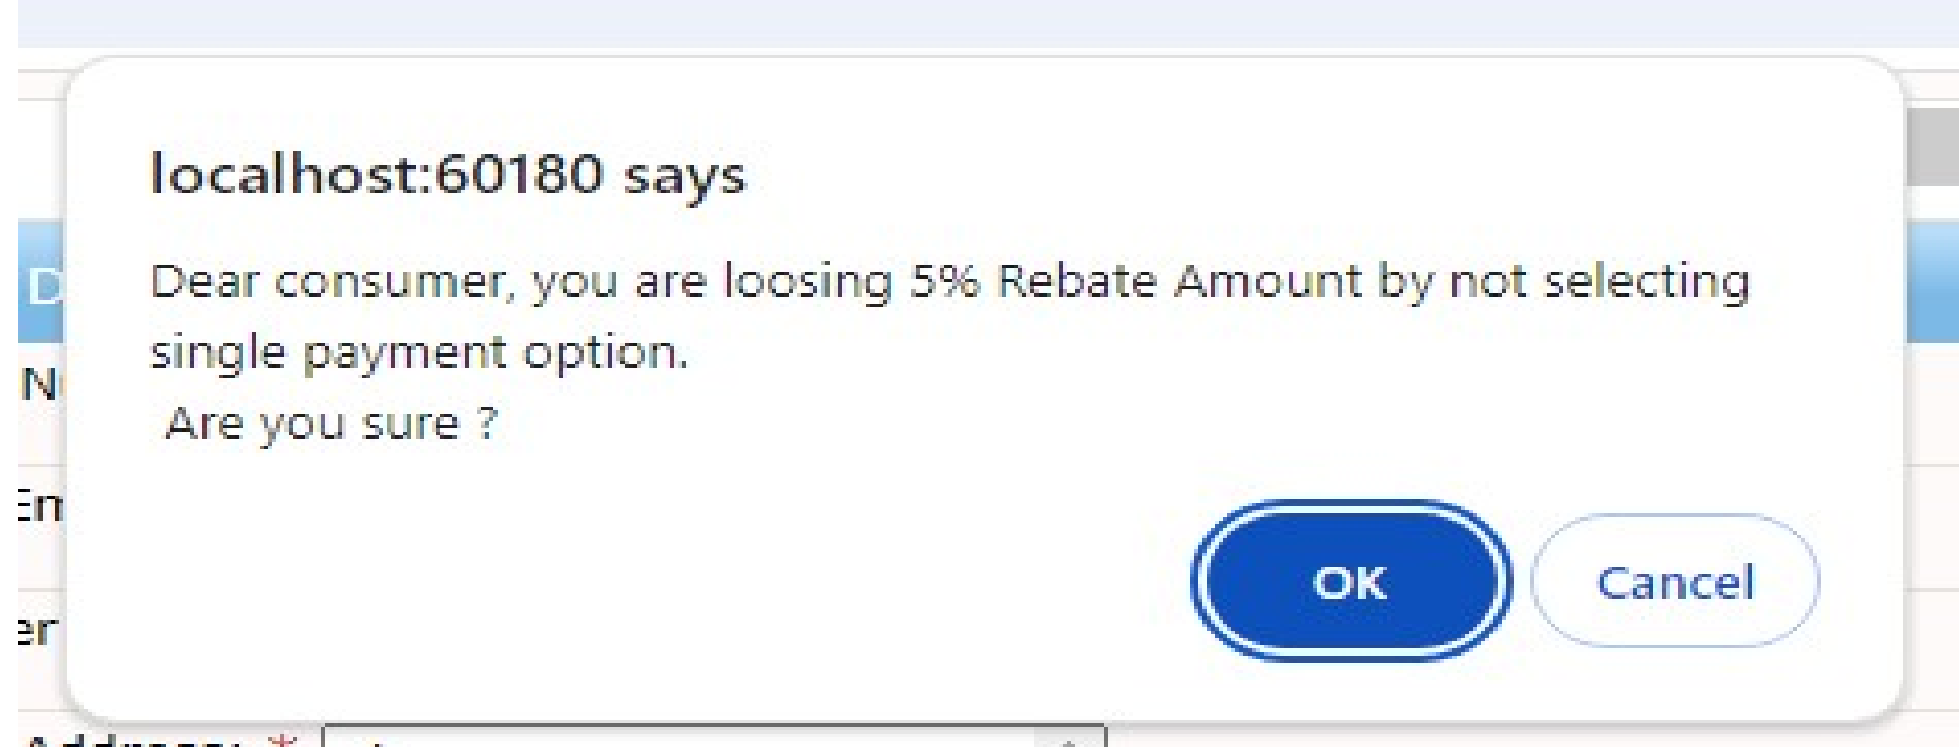 localhost:60180 says
Dear consumer, you are loosing 5% Rebate Amount by not selecting
single payment option.
Are you sure ?
OK Cancel